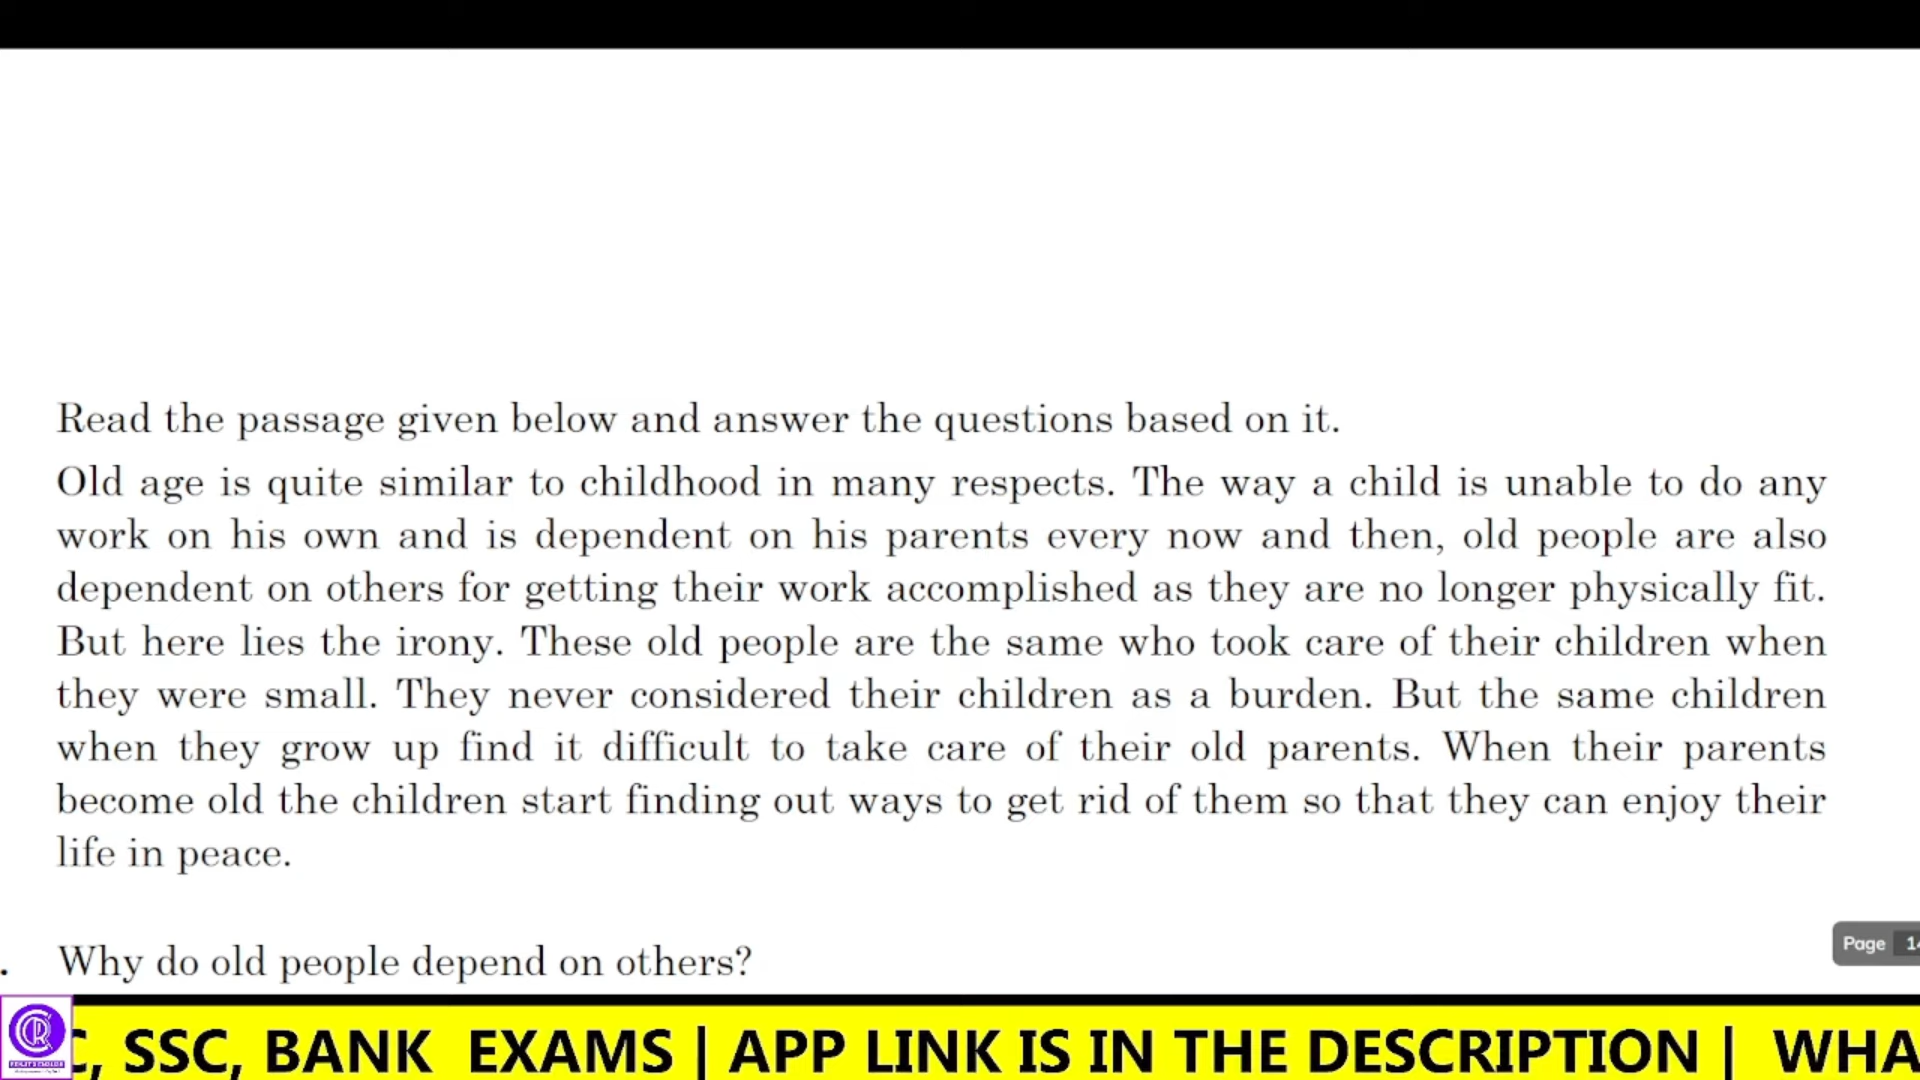 Read the passage given below and answer the questions based on it.
Old age is quite similar to childhood in many respects. The way a child is unable to do any
work on his own and is dependent on his parents every now and then, old people are also
dependent on others for getting their work accomplished as they are no longer physically fit.
But here lies the irony. These old people are the same who took care of their children when
they were small. They never considered their children as a burden. But the same children
when they grow up find it difficult to take care of their old parents. When their parents
become old the children start finding out ways to get rid of them so that they can enjoy their
life in peace.
Page 14
. Why do old people depend on others?
C, SSC, BANK EXAMS | APP LINK IS IN THE DESCRIPTION | WHA